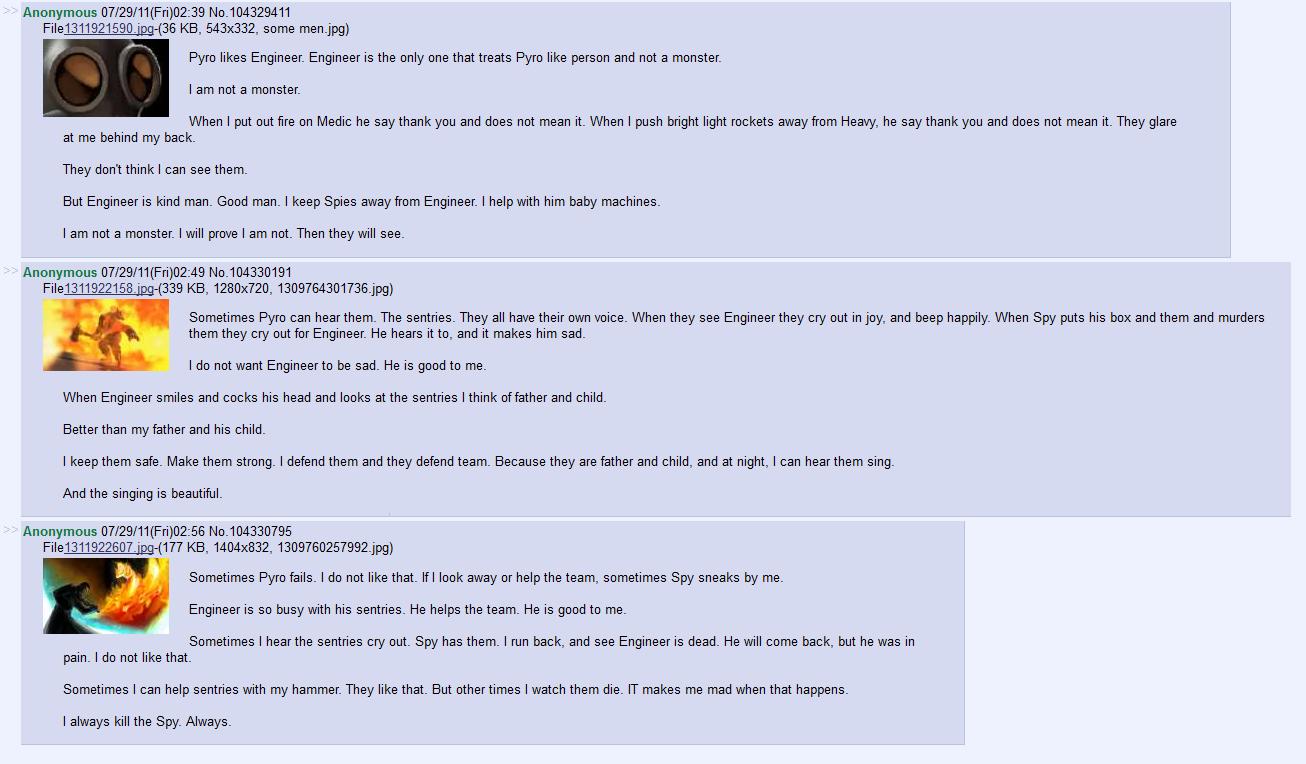 >> Anonymous 07/29/11(Fri)02:39 No.104329411
File1311921590.jpg-(36 KB, 543x332, some men.jpg)
Pyro likes Engineer. Engineer is the only one that treats Pyro like person and not a monster.
I am not a monster.
When I put out fire on Medic he say thank you and does not mean it. When I push bright light rockets away from Heavy, he say thank you and does not mean it. They glare
at me behind my back.
They don't think I can see them.
But Engineer is kind man. Good man. I keep Spies away from Engineer. I help with him baby machines.
I am not a monster. I will prove I am not. Then they will see.
>> Anonymous 07/29/11(Fri)02:49 No.104330191
File1311922158.jpg-(339 KB, 1280x720, 1309764301736.jpg)
Sometimes Pyro can hear them. The sentries. They all have their own voice. When they see Engineer they cry out in joy, and beep happily. When Spy puts his box and them and murders
them they cry out for Engineer. He hears it to, and it makes him sad.
I do not want Engineer to be sad. He is good to me.
When Engineer smiles and cocks his head and looks at the sentries I think of father and child.
Better than my father and his child.
I keep them safe. Make them strong. I defend them and they defend team. Because they are father and child, and at night, I can hear them sing.
And the singing is beautiful.
>> Anonymous 07/29/11(Fri)02:56 No.104330795
File1311922607.jpg-(177 KB, 1404x832, 1309760257992.jpg)
Sometimes Pyro fails. I do not like that. If I look away or help the team, sometimes Spy sneaks by me.
Engineer is so busy with his sentries. He helps the team. He is good to me.
Sometimes I hear the sentries cry out. Spy has them. I run back, and see Engineer is dead. He will come back, but he was in
pain. I do not like that.
Sometimes I can help sentries with my hammer. They like that. But other times I watch them die. IT makes me mad when that happens.
I always kill the Spy. Always.